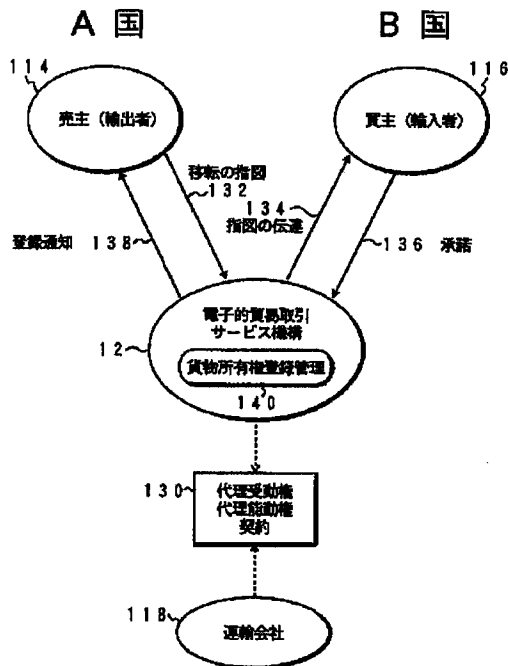 A 国
B 国
114
116
売主（輸出者）
買主（輸入者）
移転の指図
132
134
指図の伝達
登録通知 138
136 承諾
電子的貿易取引
サービス機構
12
貨物所有権登録管理
140
130
代理受動権
代理能動権
契約
118
運輸会社